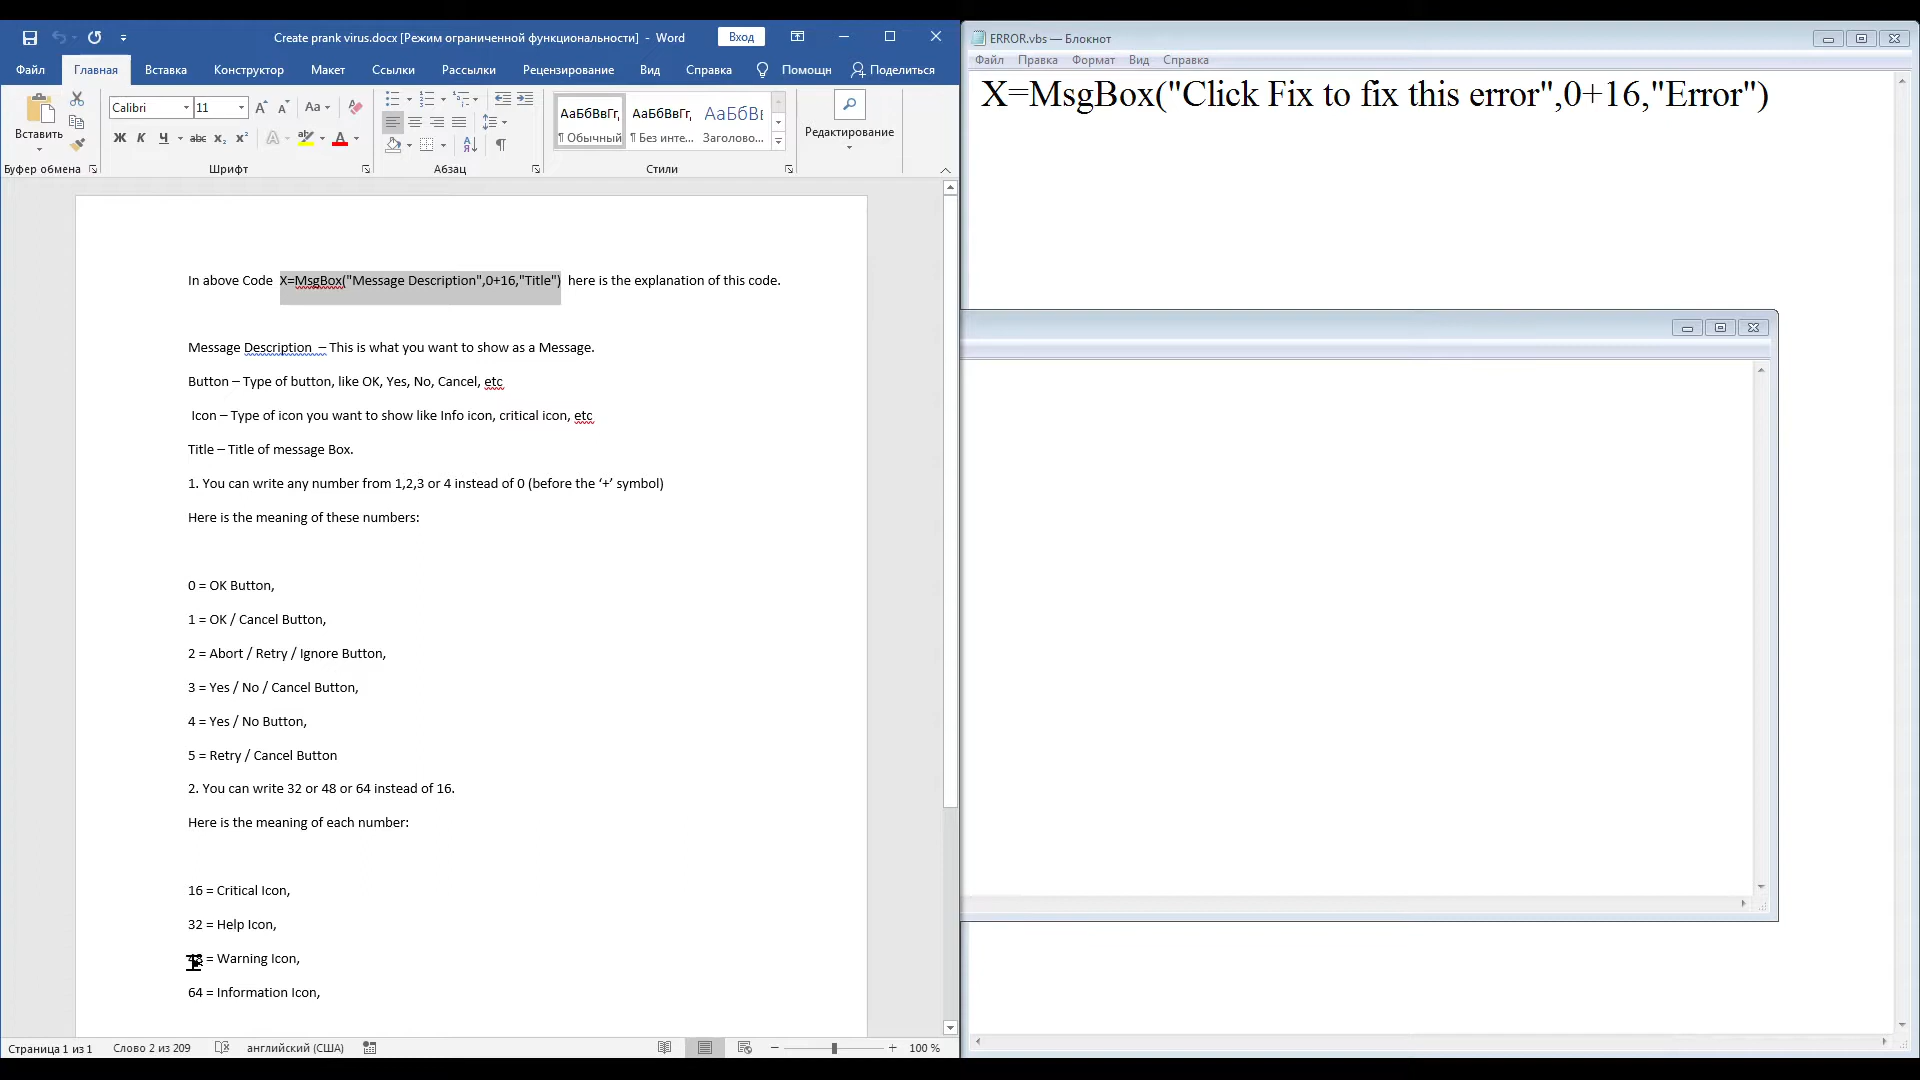 Create prank virus.docx [Режим ограниченной функциональности] - Word
Вход
Файл Главная Вставка Конструктор Макет Ссылки Рассылки Рецензирование Вид Справка Помощн Поделиться
Вставить
Calibri 11 Aa
Ж К Ч abc x₂ x² A A
АаБбВвГг, АаБбВвГг, АаБбВі
¶ Обычный ¶ Без инте... Заголово...
Редактирование
Буфер обмена Шрифт Абзац Стили
In above Code X=MsgBox("Message Description",0+16,"Title") here is the explanation of this code.
Message Description – This is what you want to show as a Message.
Button – Type of button, like OK, Yes, No, Cancel, etc
Icon – Type of icon you want to show like Info icon, critical icon, etc
Title – Title of message Box.
1. You can write any number from 1,2,3 or 4 instead of 0 (before the ‘+’ symbol)
Here is the meaning of these numbers:
0 = OK Button,
1 = OK / Cancel Button,
2 = Abort / Retry / Ignore Button,
3 = Yes / No / Cancel Button,
4 = Yes / No Button,
5 = Retry / Cancel Button
2. You can write 32 or 48 or 64 instead of 16.
Here is the meaning of each number:
16 = Critical Icon,
32 = Help Icon,
= Warning Icon,
64 = Information Icon,
Страница 1 из 1 Слово 2 из 209 английский (США) 100 %
ERROR.vbs — Блокнот
Файл Правка Формат Вид Справка
X=MsgBox("Click Fix to fix this error",0+16,"Error")